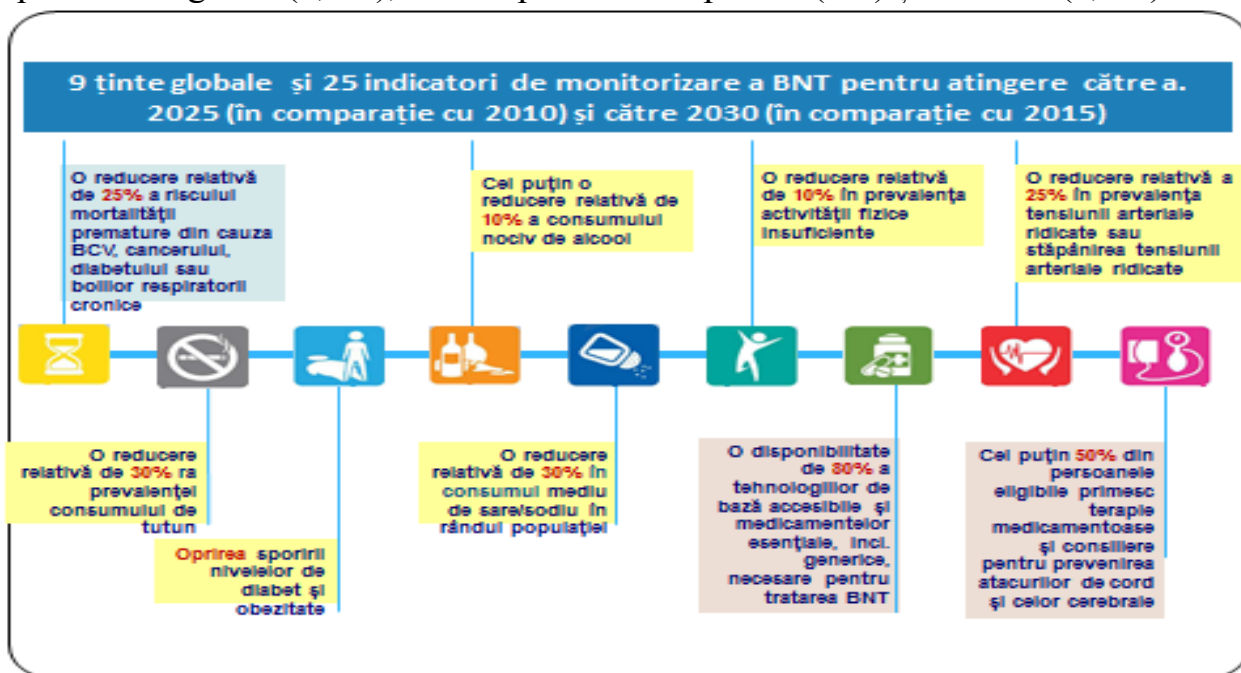 9 ținte globale și 25 indicatori de monitorizare a BNT pentru atingere către a.
2025 (în comparație cu 2010) și către 2030 (în comparație cu 2015)
O reducere relativă
de 25% a riscului
mortalității
premature din cauza
BCV, cancerului,
diabetului sau
bolilor respiratorii
cronice
Cel puțin o
reducere relativă de
10% a consumului
nociv de alcool
O reducere relativă
de 10% în prevalența
activității fizice
insuficiente
O reducere relativă a
25% în prevalența
tensiunii arteriale
ridicate sau
stăpânirea tensiunii
arteriale ridicate
O reducere
relativă de 30% ra
prevalenței
consumului de
tutun
Oprirea sporirii
nivelelor de
diabet și
obezitate
O reducere
relativă de 30% în
consumul mediu
de sare/sodiu în
rândul populației
O disponibilitate
de 80% a
tehnologiilor de
bază accesibile și
medicamentelor
esențiale, incl.
generice,
necesare pentru
tratarea BNT
Cel puțin 50% din
persoanele
eligibile primesc
terapie
medicamentoase
și consiliere
pentru prevenirea
atacurilor de cord
și celor cerebrale